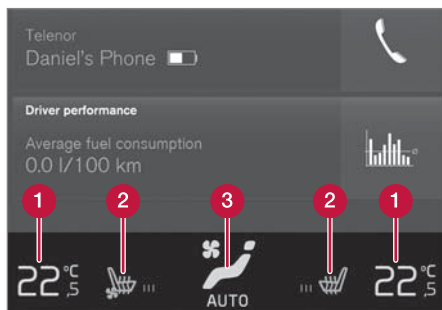 Telenor
Daniel's Phone
Driver performance
Average fuel consumption
0.0 l/100 km
1 2 3 2 1
22°C,5 AUTO 22°C,5